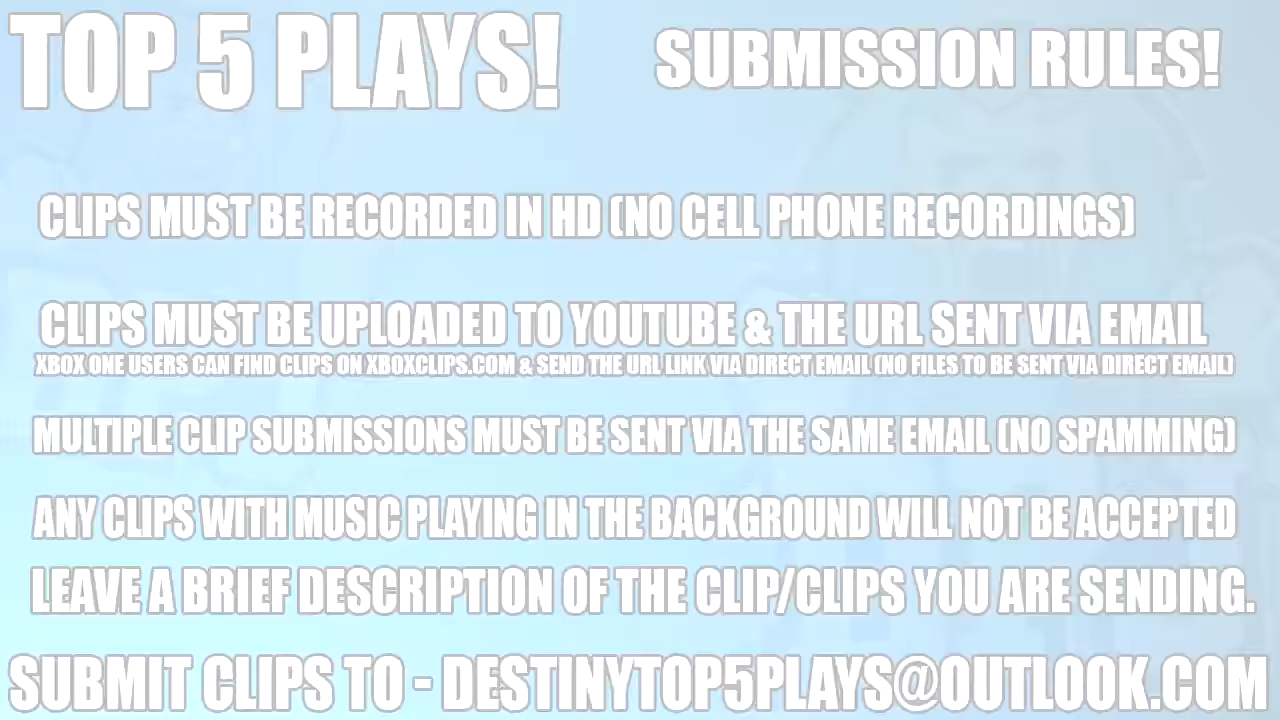 TOP 5 PLAYS!
SUBMISSION RULES!
CLIPS MUST BE RECORDED IN HD (NO CELL PHONE RECORDINGS)
CLIPS MUST BE UPLOADED TO YOUTUBE & THE URL SENT VIA EMAIL
XBOX ONE USERS CAN FIND CLIPS ON XBOXCLIPS.COM & SEND THE URL LINK VIA DIRECT EMAIL (NO FILES TO BE SENT VIA DIRECT EMAIL)
MULTIPLE CLIP SUBMISSIONS MUST BE SENT VIA THE SAME EMAIL (NO SPAMMING)
ANY CLIPS WITH MUSIC PLAYING IN THE BACKGROUND WILL NOT BE ACCEPTED
LEAVE A BRIEF DESCRIPTION OF THE CLIP/CLIPS YOU ARE SENDING.
SUBMIT CLIPS TO - DESTINYTOP5PLAYS@OUTLOOK.COM